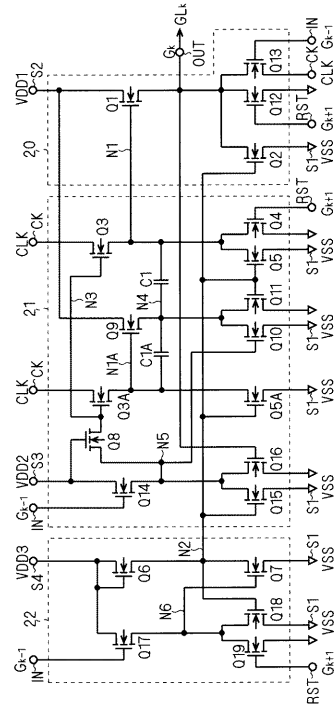 22
Gk-1
IN
VDD3
S4
Gk-1
IN
VDD2
S3
CLK
CK
21
CLK
CK
20
VDD1
S2
Gk
GLk
OUT
Q17
Q6
Q14
Q8
Q3A
N3
Q9
Q3
N1
Q1
N5
N1A
N4
C1A
C1
N6
N2
Q19
Q18
Q7
Q15
Q16
Q5A
Q10
Q11
Q5
Q4
Q2
Q12
Q13
RST
Gk+1
VSS
S1
S1
VSS
VSS
S1
S1
VSS
VSS
S1
S1
VSS
RST
Gk+1
S1
VSS
RST
Gk+1
CLK
CK
IN
Gk-1